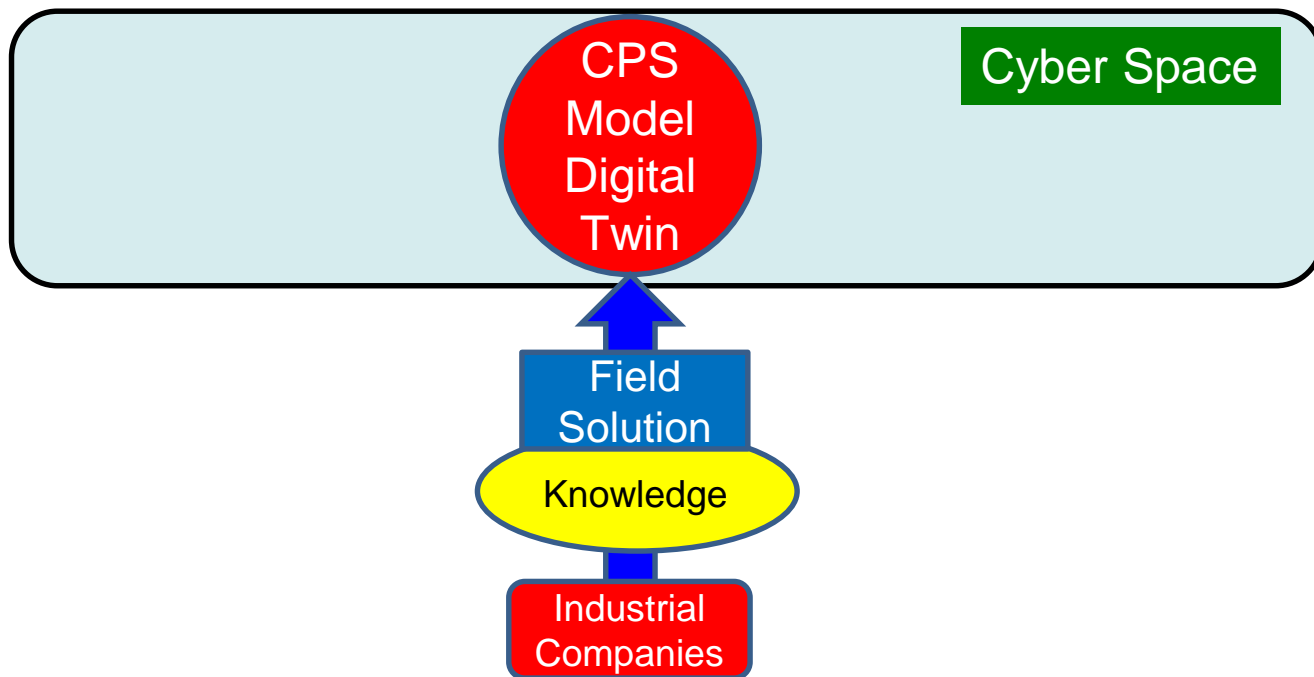 CPS
Model
Digital
Twin
Cyber Space
Field
Solution
Knowledge
Industrial
Companies